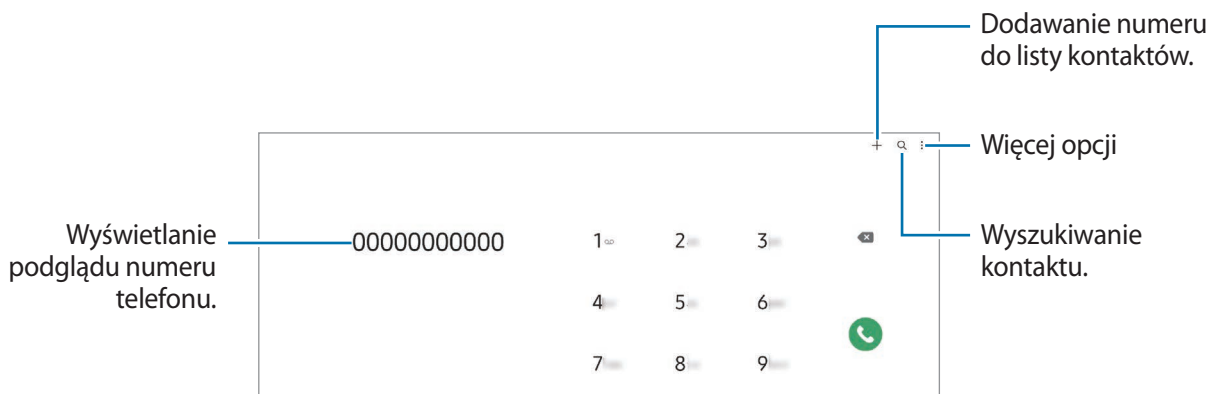 Dodawanie numeru
do listy kontaktów.
Więcej opcji
Wyszukiwanie
kontaktu.
Wyświetlanie
podglądu numeru
telefonu.
00000000000
1 2 3
4 5 6
7 8 9